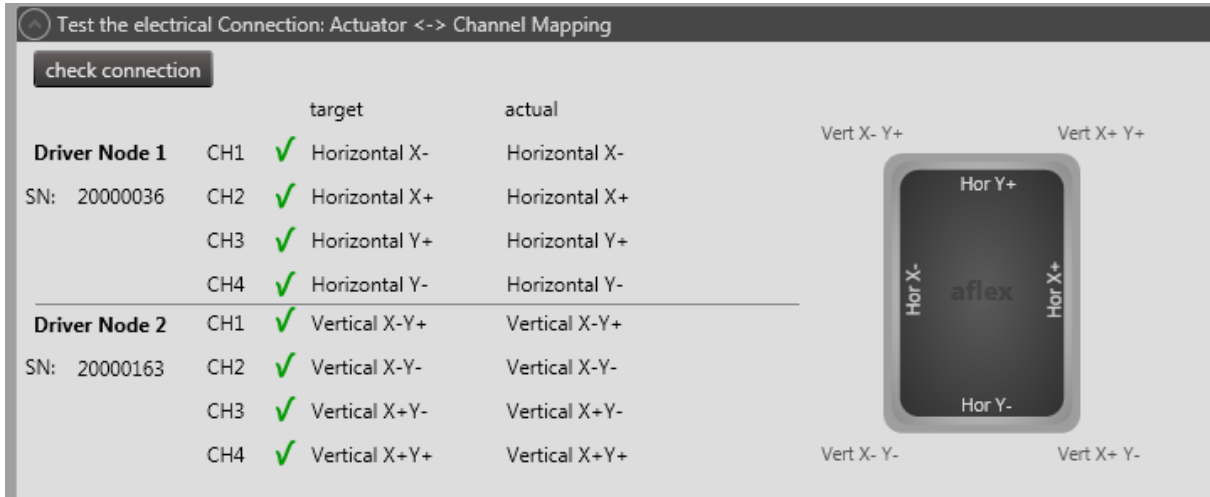 Test the electrical Connection: Actuator <-> Channel Mapping
check connection
target actual
Driver Node 1 CH1 Horizontal X- Horizontal X-
SN: 20000036 CH2 Horizontal X+ Horizontal X+
CH3 Horizontal Y+ Horizontal Y+
CH4 Horizontal Y- Horizontal Y-
Driver Node 2 CH1 Vertical X-Y+ Vertical X-Y+
SN: 20000163 CH2 Vertical X-Y- Vertical X-Y-
CH3 Vertical X+Y- Vertical X+Y-
CH4 Vertical X+Y+ Vertical X+Y+
Vert X- Y+ Vert X+ Y+
Hor Y+
Hor X- aflex Hor X+
Hor Y-
Vert X- Y- Vert X+ Y-